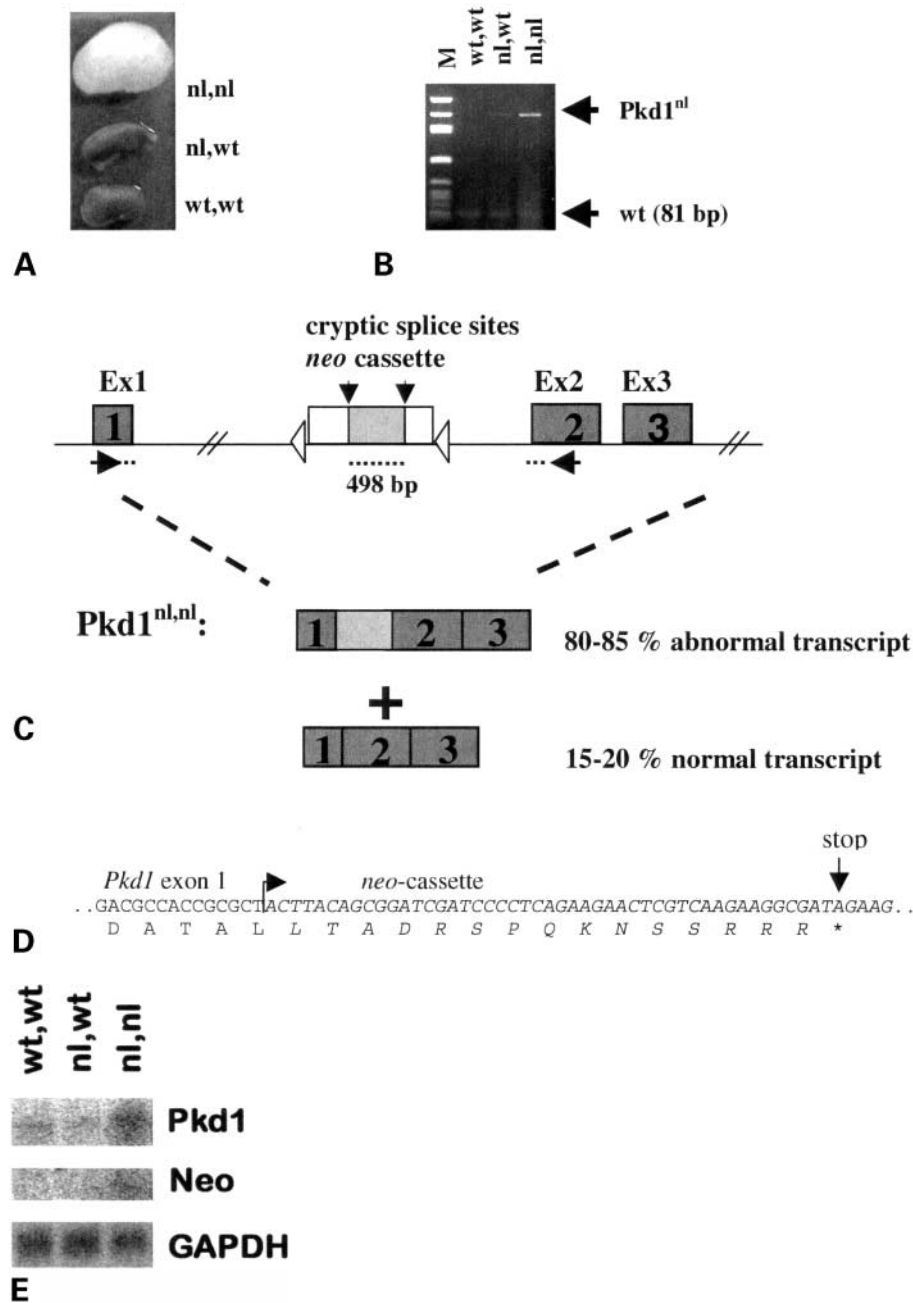 nl,nl
nl,wt
wt,wt
A
M
wt,wt
nl,wt
nl,nl
Pkd1nl
wt (81 bp)
B
cryptic splice sites
neo cassette
Ex1
Ex2
Ex3
1
2
3
498 bp
Pkd1nl,nl:
1
2
3
80-85 % abnormal transcript
+
C
1
2
3
15-20 % normal transcript
stop
Pkd1 exon 1
neo-cassette
..GACGCCACCGCGCTACTTACAGCGGATCGATCCCCTCAGAAGAACTCGTCAAGAAGGCGATAGAAG..
D A T A L L T A D R S P Q K N S S R R R *
D
wt,wt
nl,wt
nl,nl
Pkd1
Neo
GAPDH
E